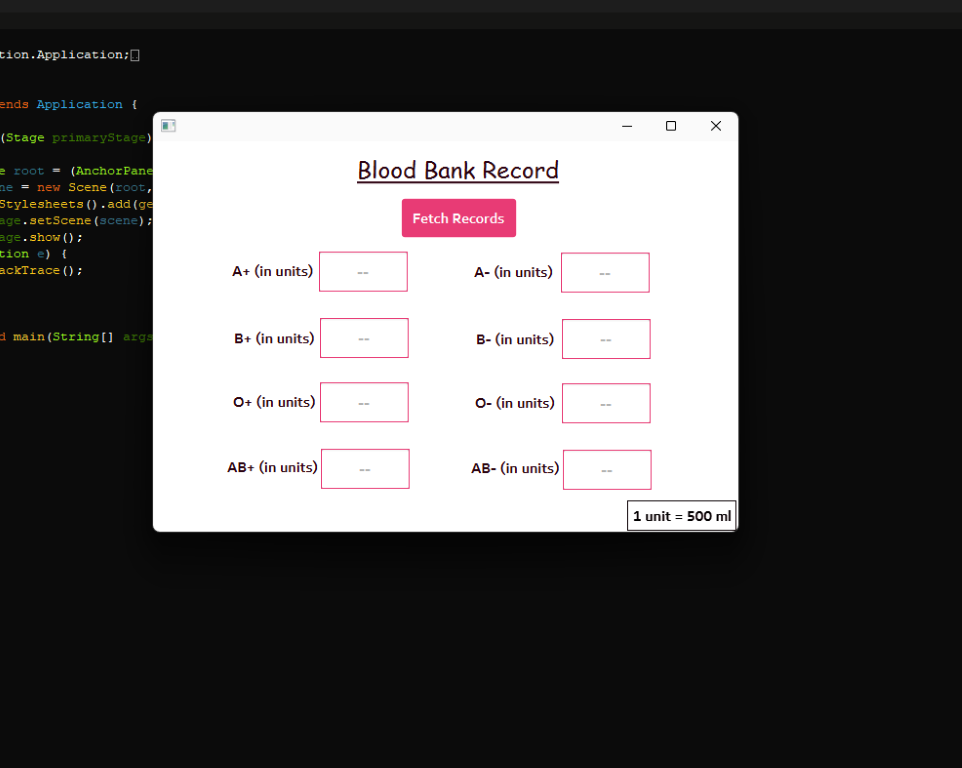 tion.Application;
ends Application {
(Stage primaryStage)
e root = (AnchorPane
ne = new Scene(root,
Stylesheets().add(ge
age.setScene(scene);
age.show();
tion e) {
ackTrace();
d main(String[] args
Blood Bank Record
Fetch Records
A+ (in units) --
A- (in units) --
B+ (in units) --
B- (in units) --
O+ (in units) --
O- (in units) --
AB+ (in units) --
AB- (in units) --
1 unit = 500 ml